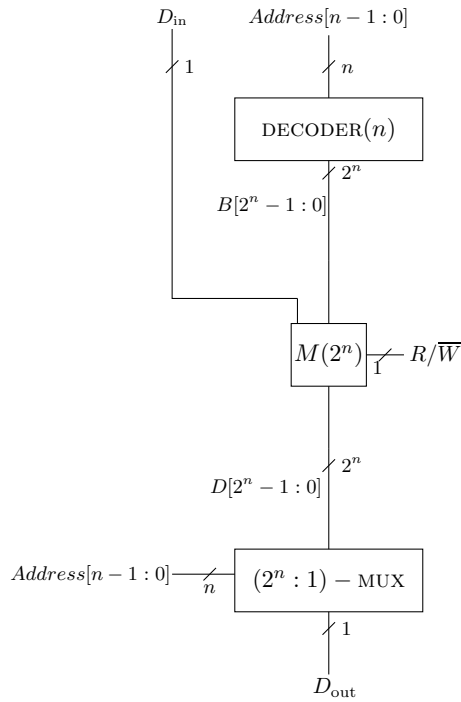 D_in Address[n − 1 : 0]
1 n
DECODER(n)
2^n
B[2^n − 1 : 0]
M(2^n) R/W̅
1
2^n
D[2^n − 1 : 0]
Address[n − 1 : 0] (2^n : 1) − MUX
n
1
D_out